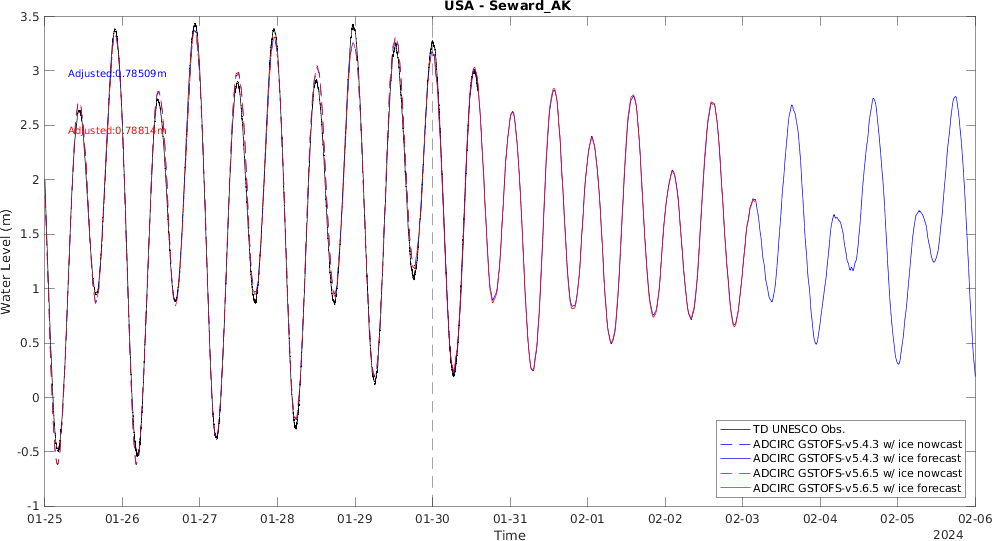 USA - Seward_AK
3.5
3
2.5
2
1.5
1
0.5
0
-0.5
-1
Water Level (m)
Adjusted:0.78509m
Adjusted:0.78814m
TD UNESCO Obs.
ADCIRC GSTOFS-v5.4.3 w/ ice nowcast
ADCIRC GSTOFS-v5.4.3 w/ ice forecast
ADCIRC GSTOFS-v5.6.5 w/ ice nowcast
ADCIRC GSTOFS-v5.6.5 w/ ice forecast
01-25 01-26 01-27 01-28 01-29 01-30 01-31 02-01 02-02 02-03 02-04 02-05 02-06
Time
2024